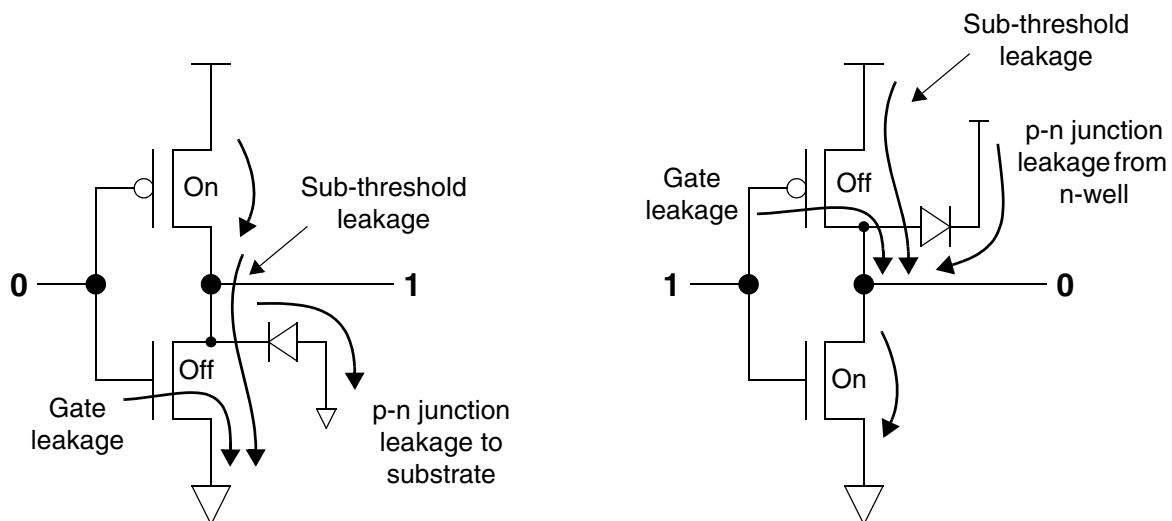 On
Sub-threshold
leakage
0
1
Off
Gate
leakage
p-n junction
leakage to
substrate
Sub-threshold
leakage
p-n junction
leakage from
n-well
Gate
leakage
Off
1
0
On